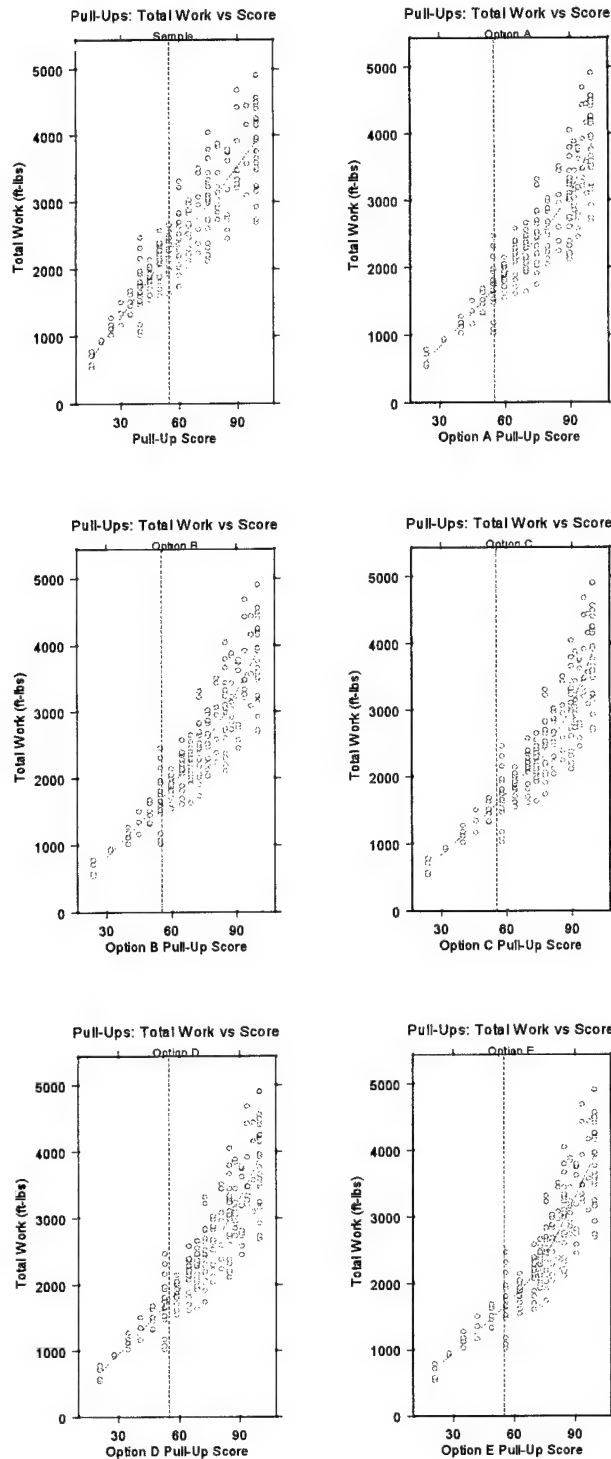 Pull-Ups: Total Work vs Score
Sample
5000
4000
3000
2000
1000
0
Total Work (ft-lbs)
30 60 90
Pull-Up Score
Pull-Ups: Total Work vs Score
Option A
5000
4000
3000
2000
1000
0
Total Work (ft-lbs)
30 60 90
Option A Pull-Up Score
Pull-Ups: Total Work vs Score
Option B
5000
4000
3000
2000
1000
0
Total Work (ft-lbs)
30 60 90
Option B Pull-Up Score
Pull-Ups: Total Work vs Score
Option C
5000
4000
3000
2000
1000
0
Total Work (ft-lbs)
30 60 90
Option C Pull-Up Score
Pull-Ups: Total Work vs Score
Option D
5000
4000
3000
2000
1000
0
Total Work (ft-lbs)
30 60 90
Option D Pull-Up Score
Pull-Ups: Total Work vs Score
Option E
5000
4000
3000
2000
1000
0
Total Work (ft-lbs)
30 60 90
Option E Pull-Up Score